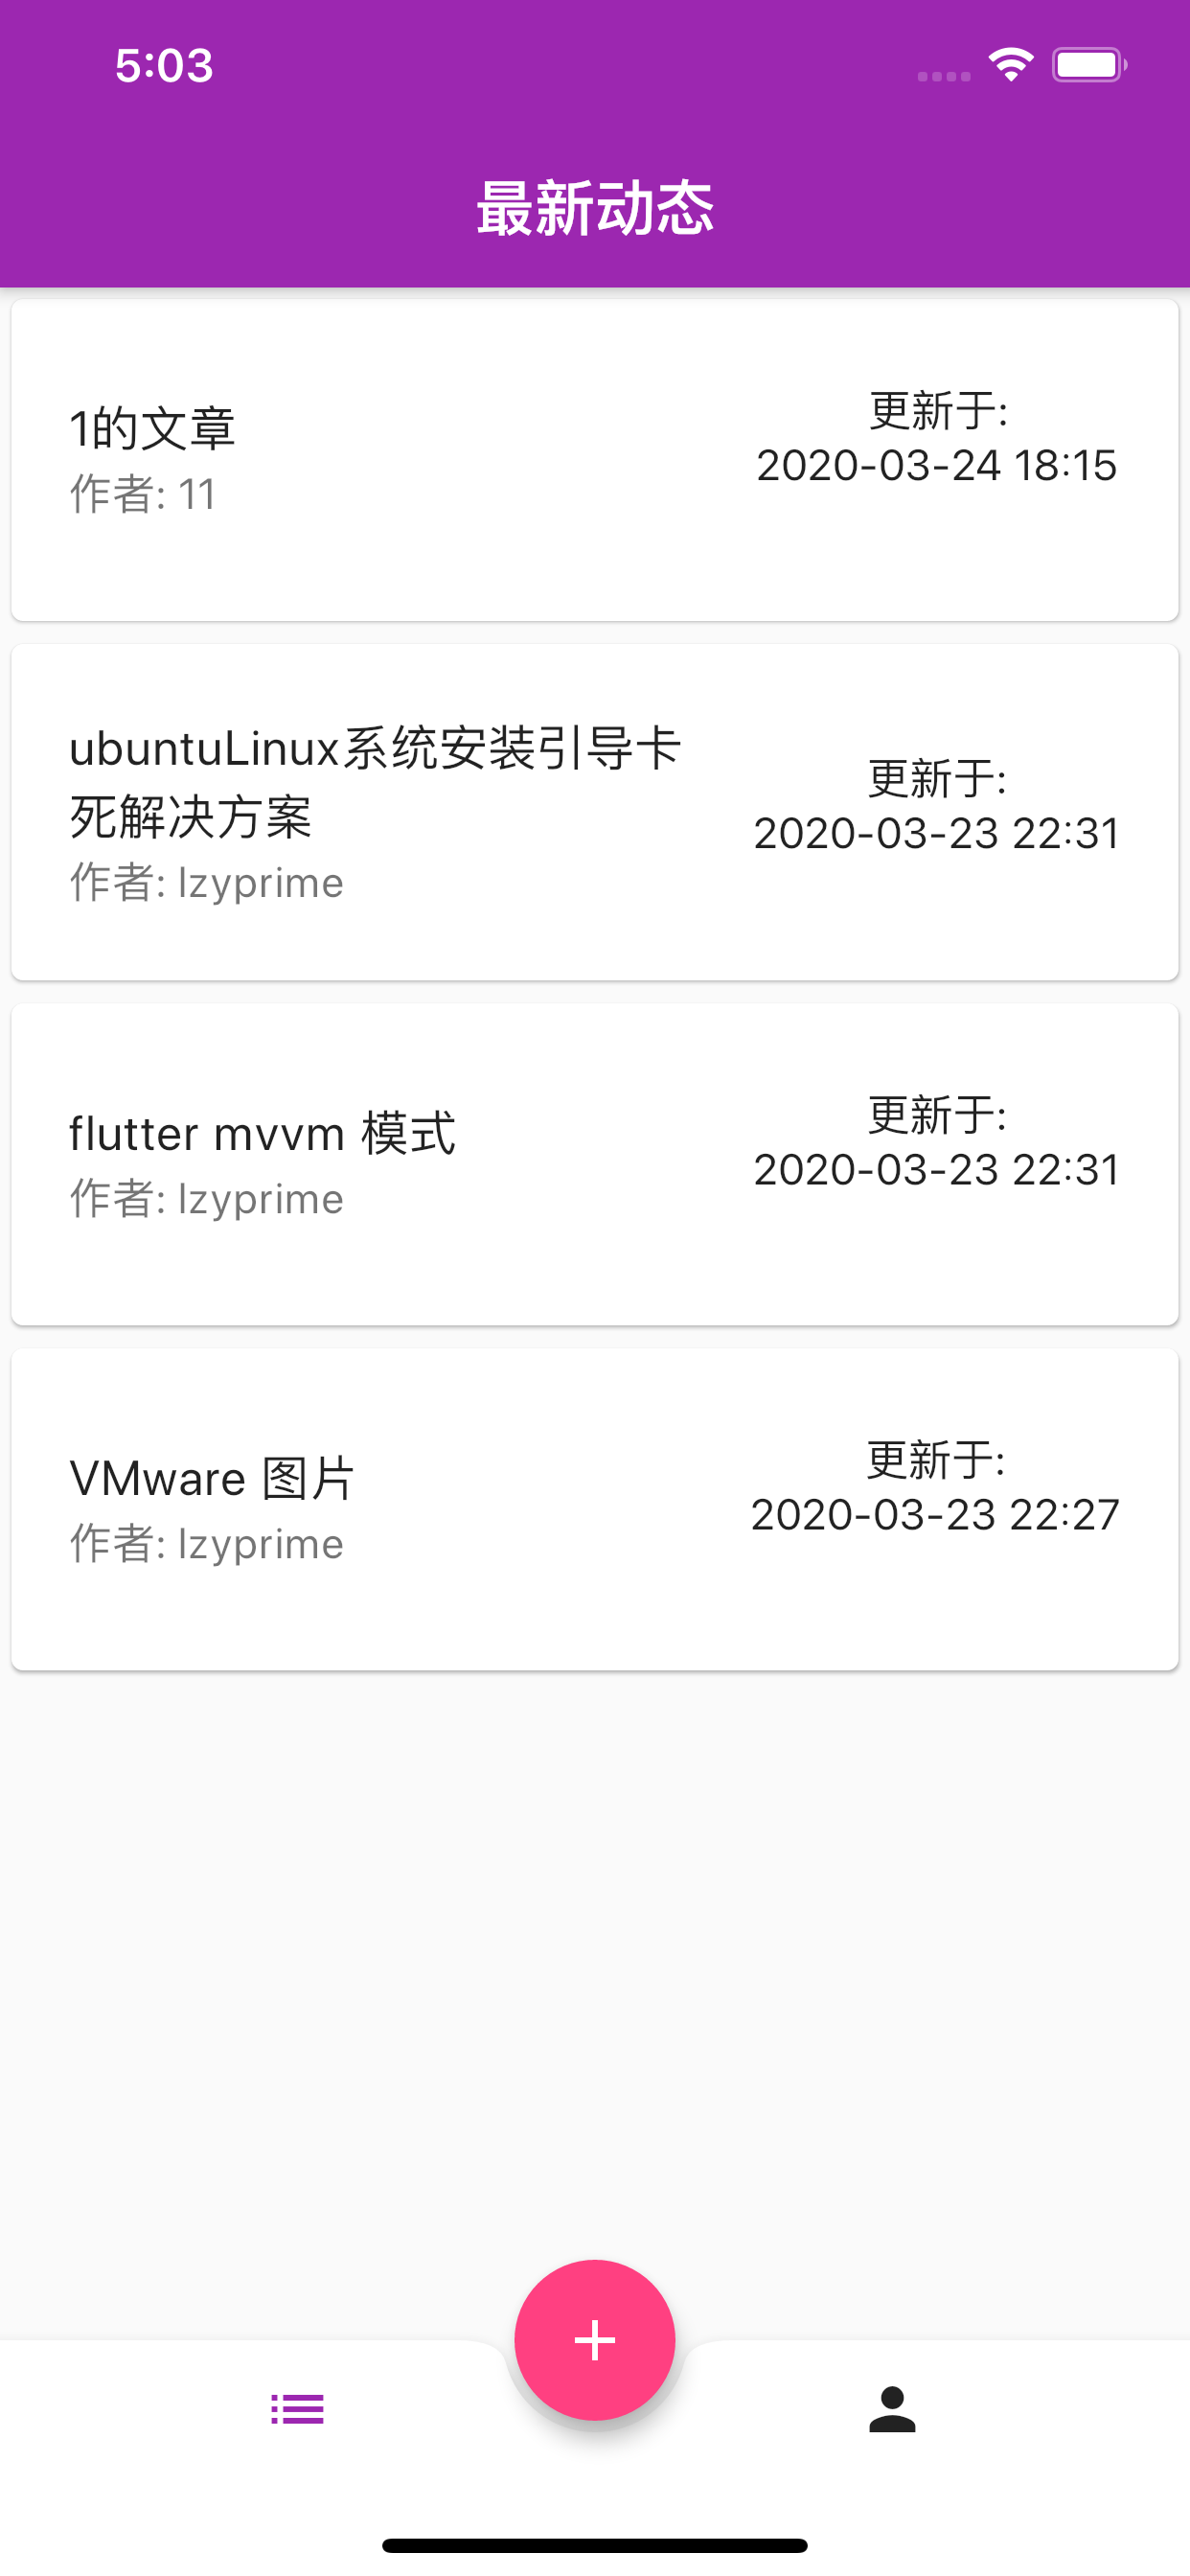 5:03
最新动态
1的文章
作者: 11
更新于:
2020-03-24 18:15
ubuntuLinux系统安装引导卡
死解决方案
作者: lzyprime
更新于:
2020-03-23 22:31
flutter mvvm 模式
作者: lzyprime
更新于:
2020-03-23 22:31
VMware 图片
作者: lzyprime
更新于:
2020-03-23 22:27